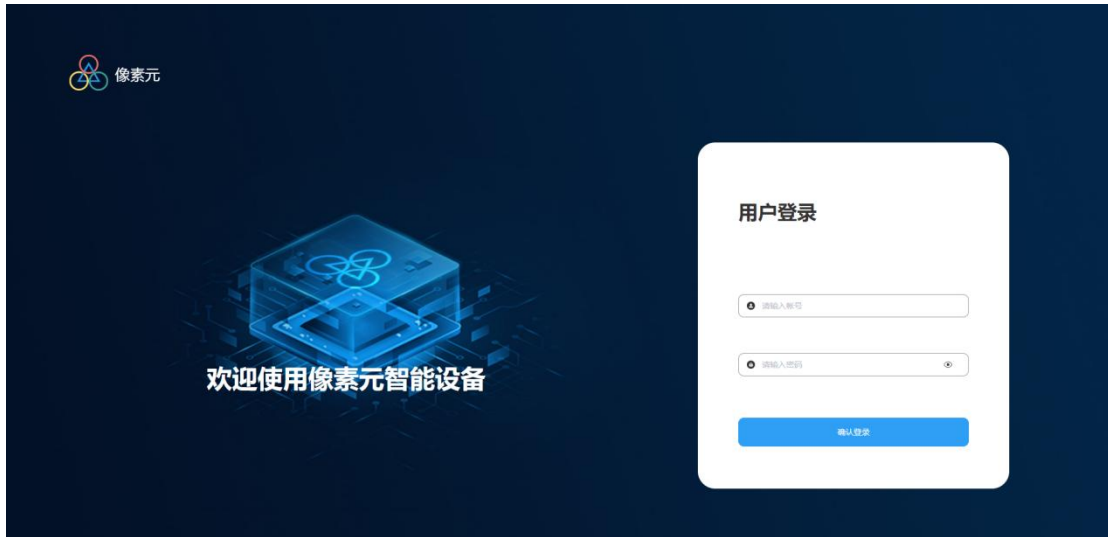 像素元
用户登录
请输入帐号
请输入密码
欢迎使用像素元智能设备
确认登录